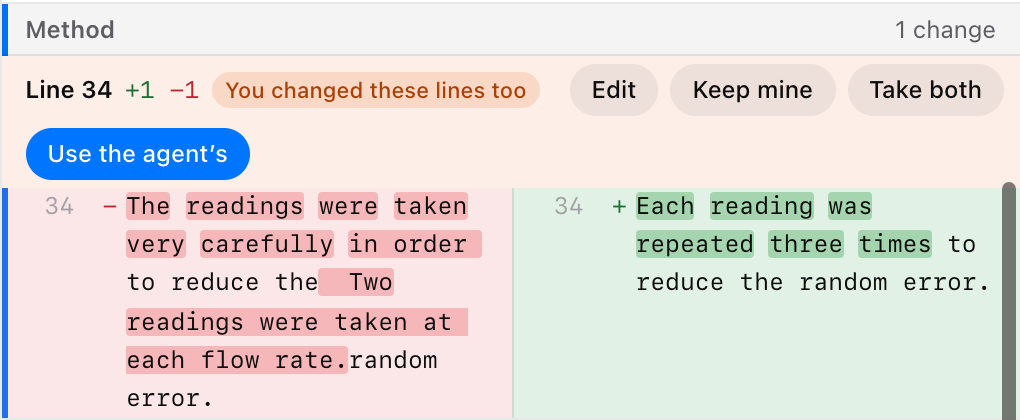 Method 1 change
Line 34 +1 −1 You changed these lines too Edit Keep mine Take both
Use the agent’s
34 − The readings were taken
very carefully in order
to reduce the  Two
readings were taken at
each flow rate.random
error.
34 + Each reading was
repeated three times to
reduce the random error.